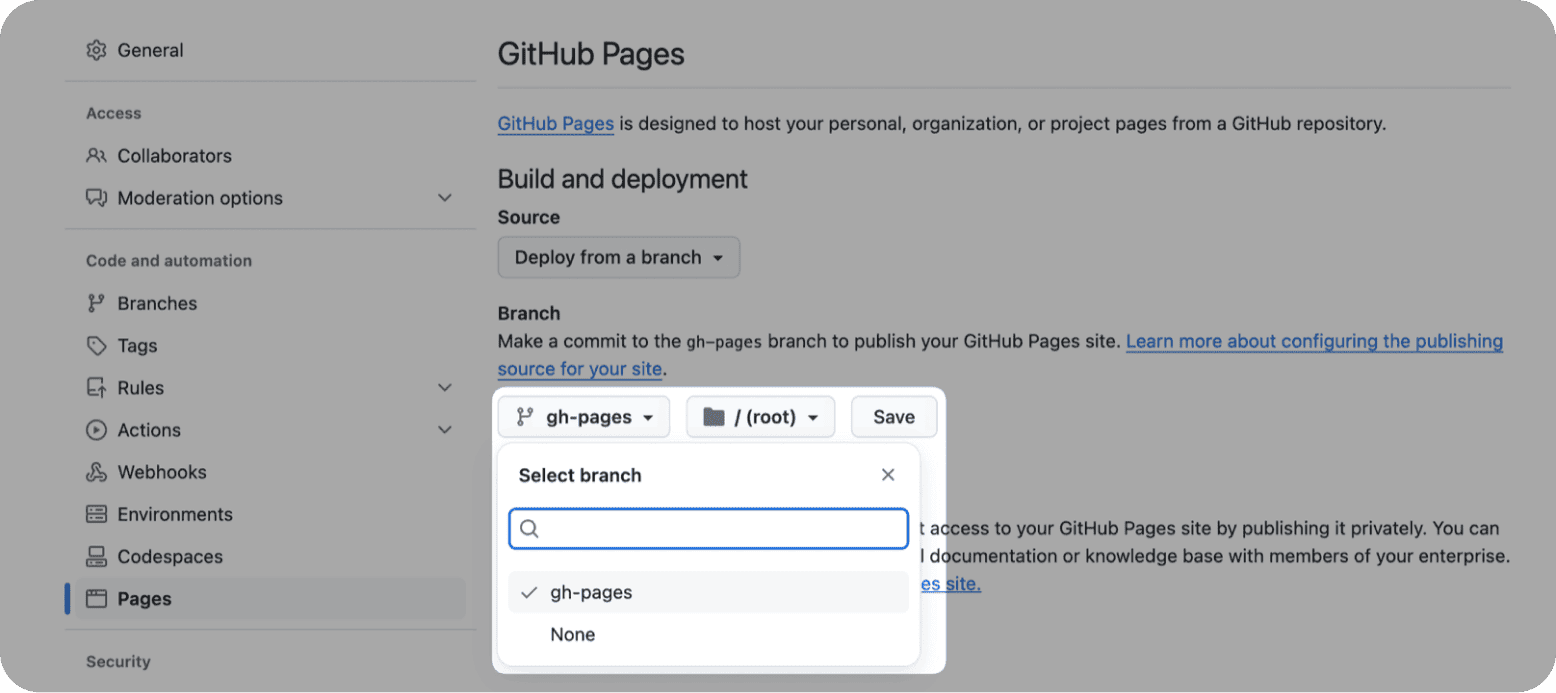 General
Access
Collaborators
Moderation options
Code and automation
Branches
Tags
Rules
Actions
Webhooks
Environments
Codespaces
Pages
Security
GitHub Pages
GitHub Pages is designed to host your personal, organization, or project pages from a GitHub repository.
Build and deployment
Source
Deploy from a branch
Branch
Make a commit to the gh-pages branch to publish your GitHub Pages site. Learn more about configuring the publishing
source for your site.
gh-pages / (root) Save
Select branch
access to your GitHub Pages site by publishing it privately. You can
documentation or knowledge base with members of your enterprise.
site.
gh-pages
None